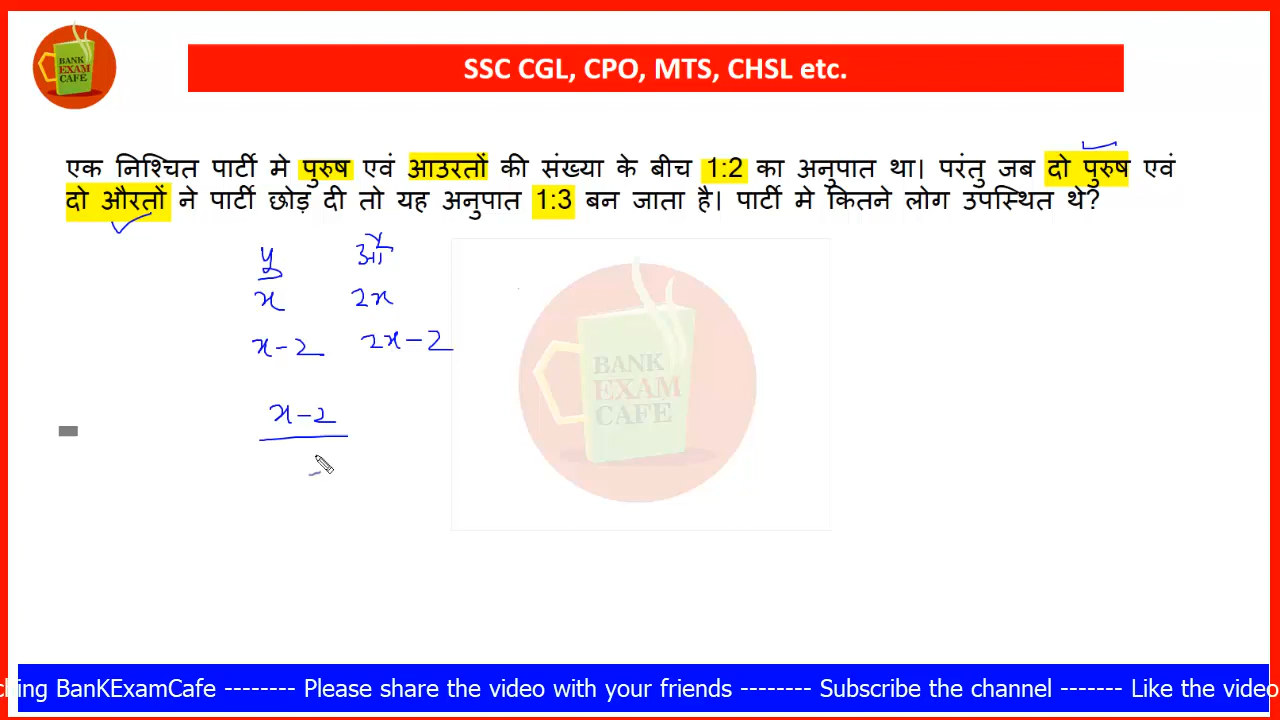 BANK
EXAM
CAFE
SSC CGL, CPO, MTS, CHSL etc.
एक निश्चित पार्टी मे पुरुष एवं आउरतों की संख्या के बीच 1:2 का अनुपात था। परंतु जब दो पुरुष एवं
दो औरतों ने पार्टी छोड़ दी तो यह अनुपात 1:3 बन जाता है। पार्टी मे कितने लोग उपस्थित थे?
पु औ
x 2x
x-2 2x-2
x-2
BANK
EXAM
CAFE
ching BanKExamCafe -------- Please share the video with your friends -------- Subscribe the channel ------- Like the video